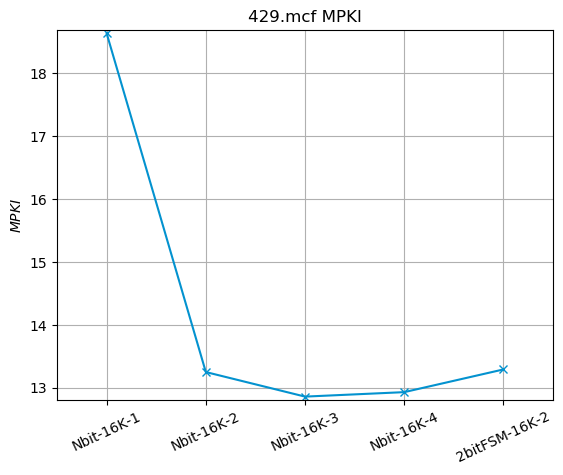 429.mcf MPKI
MPKI
18
17
16
15
14
13
Nbit-16K-1
Nbit-16K-2
Nbit-16K-3
Nbit-16K-4
2bitFSM-16K-2